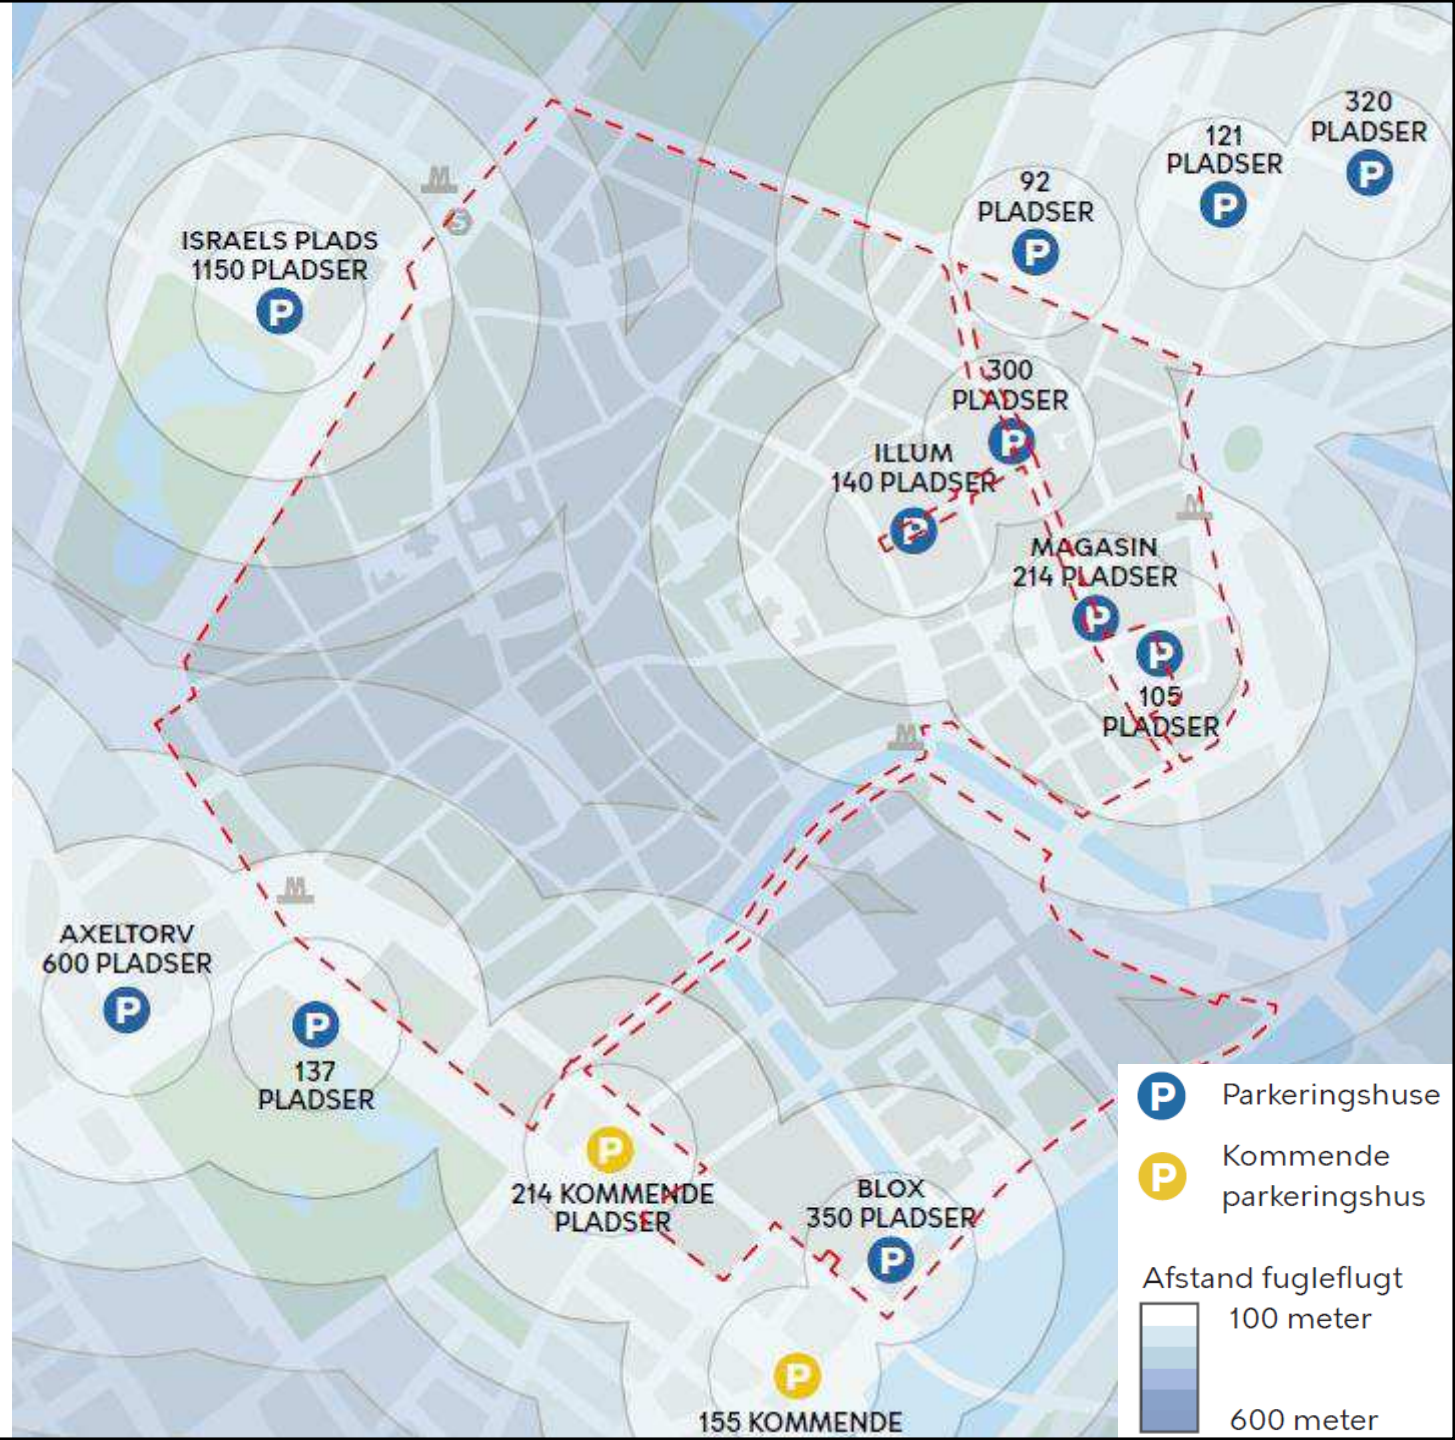 320
PLADSER
P
121
PLADSER
P
92
PLADSER
P
M
S
ISRAELS PLADS
1150 PLADSER
P
300
PLADSER
P
ILLUM
140 PLADSER
P
M
MAGASIN
214 PLADSER
P
P
105
PLADSER
M
M
AXELTORV
600 PLADSER
P
P
137
PLADSER
P
214 KOMMENDE
PLADSER
BLOX
350 PLADSER
P
P
155 KOMMENDE
P Parkeringshuse
P Kommende
parkeringshus
Afstand fugleflugt
100 meter
600 meter